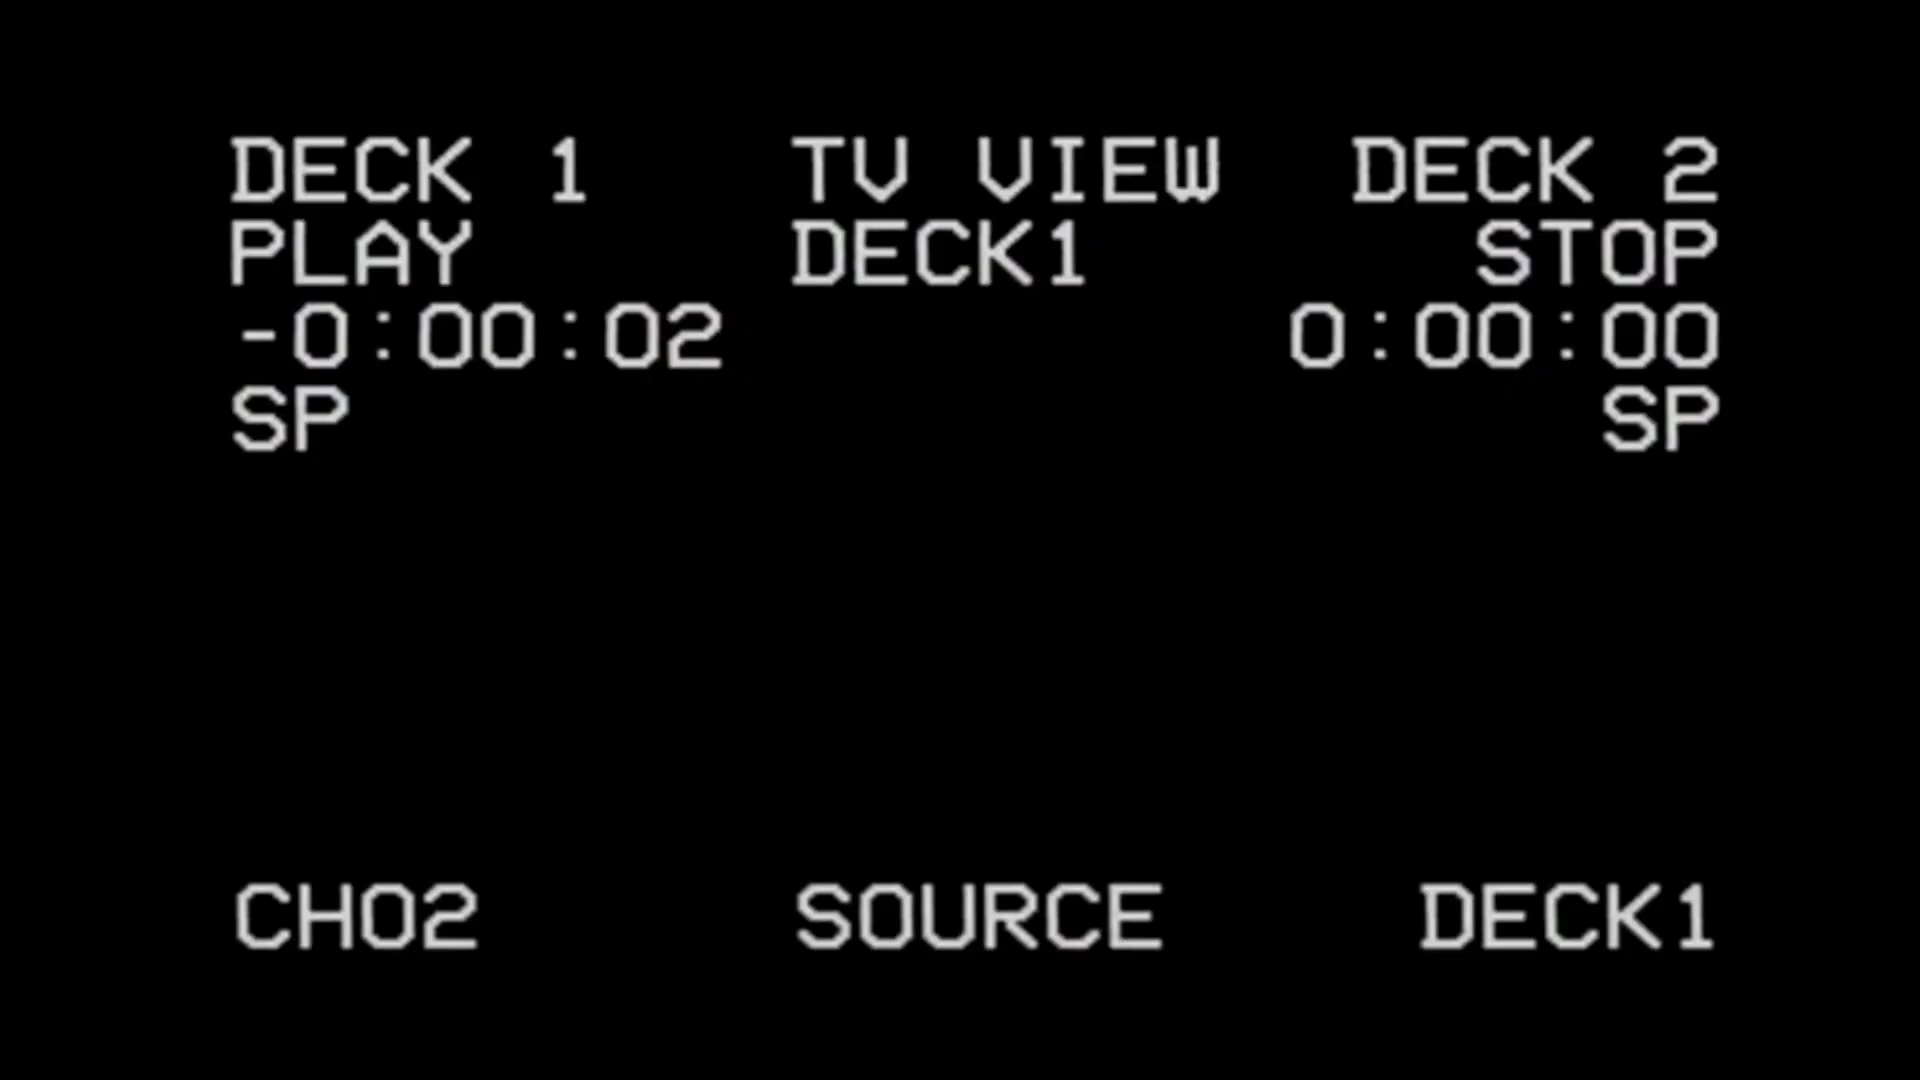 DECK 1 TV VIEW DECK 2
PLAY DECK1 STOP
-0:00:02 0:00:00
SP SP
CH02 SOURCE DECK1